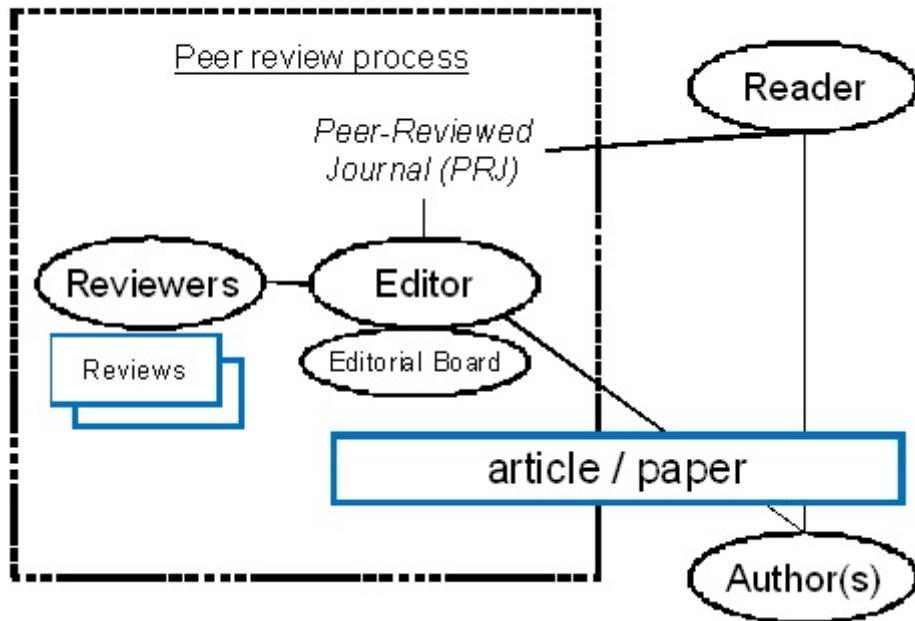 Peer review process
Reader
Peer-Reviewed
Journal (PRJ)
Reviewers
Editor
Reviews
Editorial Board
article / paper
Author(s)